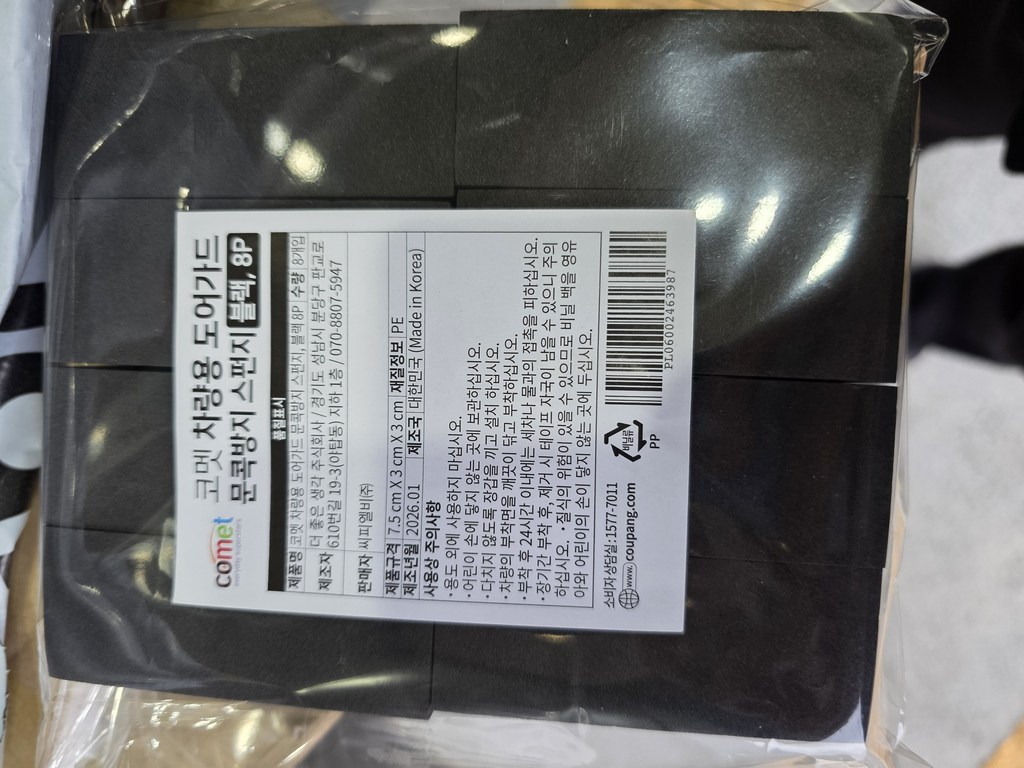 comet
코멧 차량용 도어가드
문콕방지 스펀지 블랙, 8P
품질표시
제품명 코멧 차량용 도어가드 문콕방지 스펀지, 블랙 8P 수량 8개입
제조자 더 좋은 생각 주식회사 / 경기도 성남시 분당구 판교로
610번길 19-3(야탑동) 지하 1층 / 070-8807-5947
판매자 씨피엘비㈜
제품규격 7.5 cm X 3 cm X 3 cm 재질정보 PE
제조년월 2026.01 제조국 대한민국 (Made in Korea)
사용상 주의사항
· 용도 외에 사용하지 마십시오.
· 어린이 손에 닿지 않는 곳에 보관하십시오.
· 다치지 않도록 장갑을 끼고 설치 하십시오.
· 차량의 부착면을 깨끗이 닦고 부착하십시오.
· 부착 후 24시간 이내에는 세차나 물과의 접촉을 피하십시오.
· 장기간 부착 후, 제거 시 테이프 자국이 남을 수 있으니 주의
하십시오. · 질식의 위험이 있을 수 있으므로 비닐 백을 영유
아와 어린이의 손이 닿지 않는 곳에 두십시오.
소비자상담실:1577-7011
www.coupang.com
비닐류
PP
PL06002463987